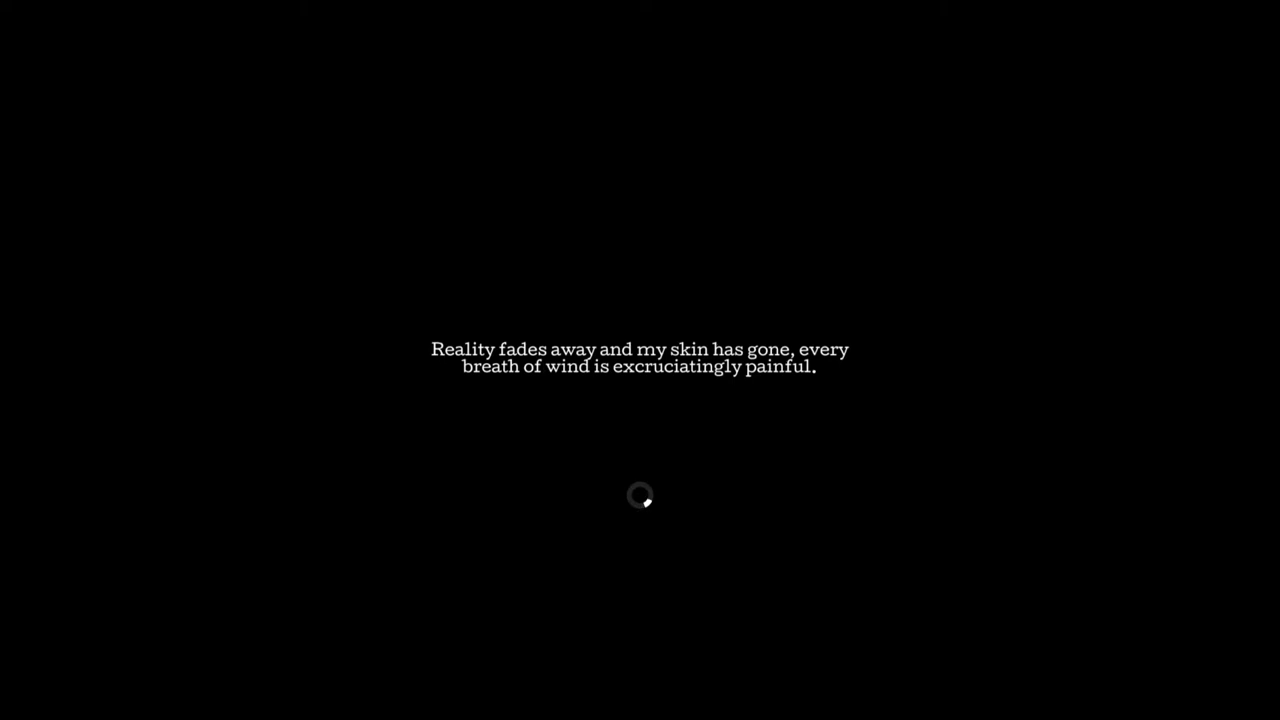 Reality fades away and my skin has gone, every
breath of wind is excruciatingly painful.